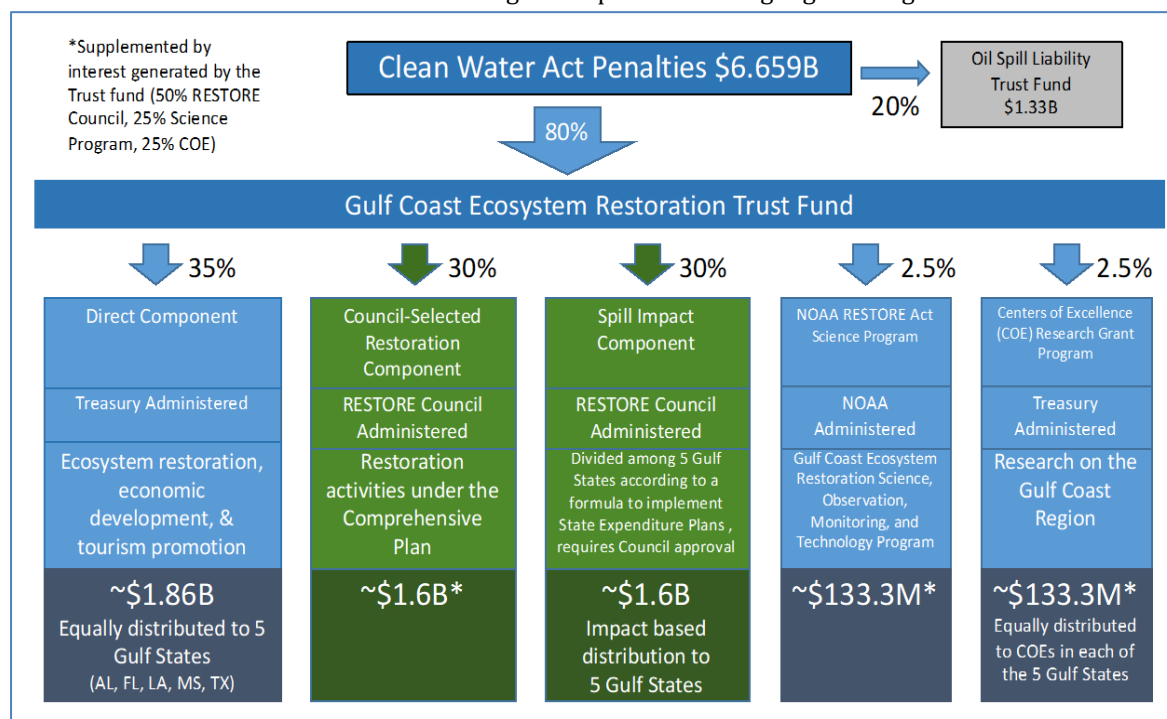 *Supplemented by
interest generated by the
Trust fund (50% RESTORE
Council, 25% Science
Program, 25% COE)
Clean Water Act Penalties $6.659B
20%
Oil Spill Liability
Trust Fund
$1.33B
80%
Gulf Coast Ecosystem Restoration Trust Fund
35%
30%
30%
2.5%
2.5%
Direct Component
Treasury Administered
Ecosystem restoration,
economic
development, &
tourism promotion
~$1.86B
Equally distributed to 5
Gulf States
(AL, FL, LA, MS, TX)
Council-Selected
Restoration
Component
RESTORE Council
Administered
Restoration
activities under the
Comprehensive
Plan
~$1.6B*
Spill Impact
Component
RESTORE Council
Administered
Divided among 5 Gulf
States according to a
formula to implement
State Expenditure Plans ,
requires Council approval
~$1.6B
Impact based
distribution to
5 Gulf States
NOAA RESTORE Act
Science Program
NOAA
Administered
Gulf Coast Ecosystem
Restoration Science,
Observation,
Monitoring, and
Technology Program
~$133.3M*
Centers of Excellence
(COE) Research Grant
Program
Treasury
Administered
Research on the
Gulf Coast
Region
~$133.3M*
Equally distributed
to COEs in each of
the 5 Gulf States